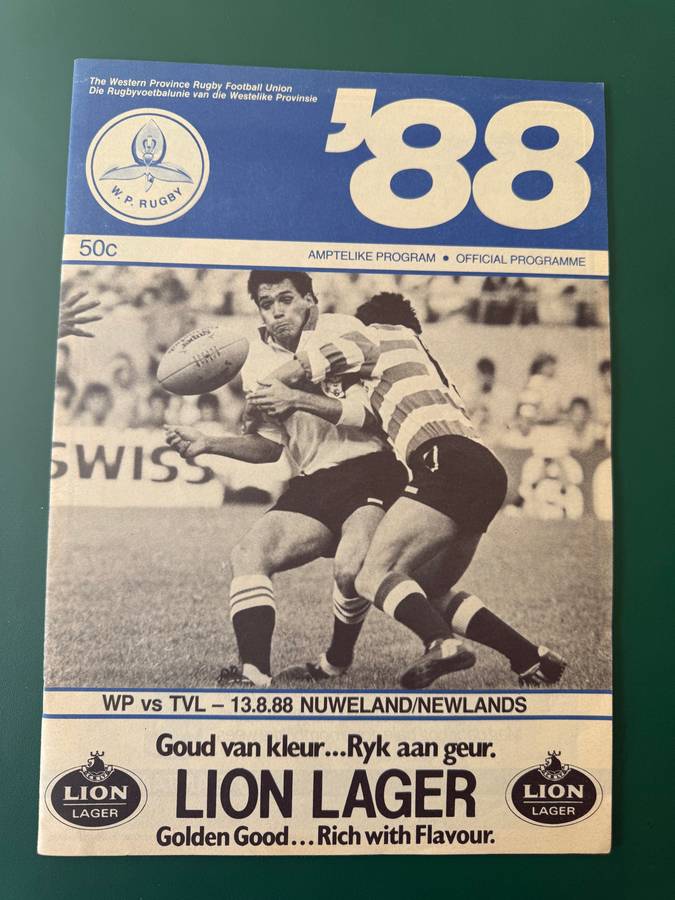 The Western Province Rugby Football Union
Die Rugbyvoetbalunie van die Westelike Provinsie
'88
W.P. RUGBY
50c
AMPTELIKE PROGRAM • OFFICIAL PROGRAMME
SWISS
WP vs TVL – 13.8.88 NUWELAND/NEWLANDS
Goud van kleur...Ryk aan geur.
LION LAGER
LION LAGER
LION LAGER
Golden Good...Rich with Flavour.